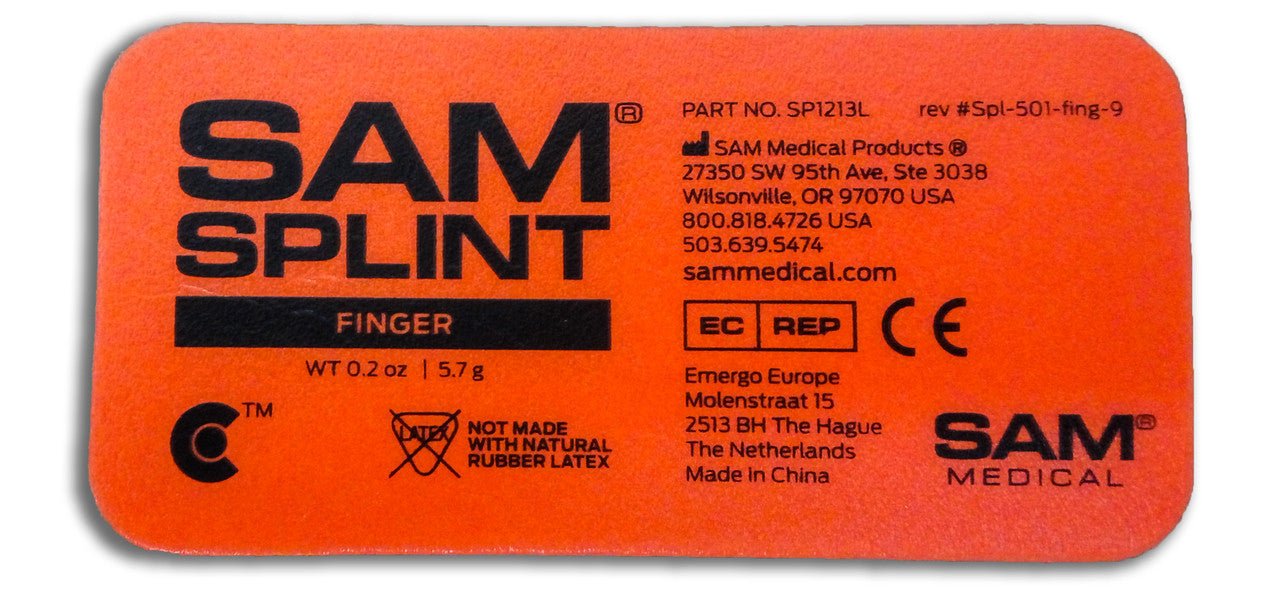 SAM®
SPLINT
FINGER
WT 0.2 oz | 5.7 g
™
LATEX
NOT MADE
WITH NATURAL
RUBBER LATEX
PART NO. SP1213L rev #Spl-501-fing-9
SAM Medical Products ®
27350 SW 95th Ave, Ste 3038
Wilsonville, OR 97070 USA
800.818.4726 USA
503.639.5474
sammedical.com
EC REP CE
Emergo Europe
Molenstraat 15
2513 BH The Hague
The Netherlands
Made in China
SAM®
MEDICAL